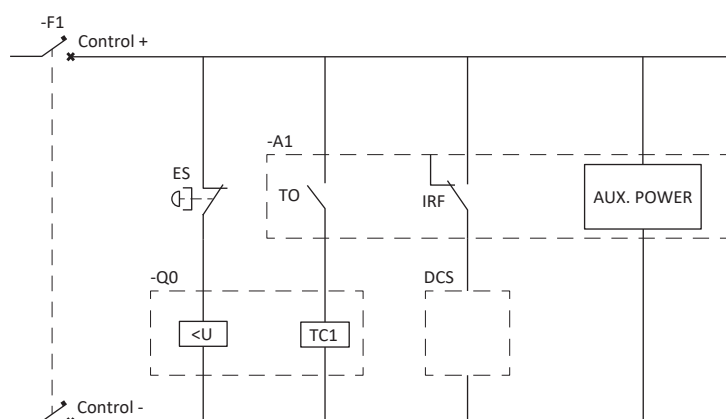 -F1
Control +
-A1
ES
TO
IRF
AUX. POWER
-Q0
DCS
<U
TC1
Control -